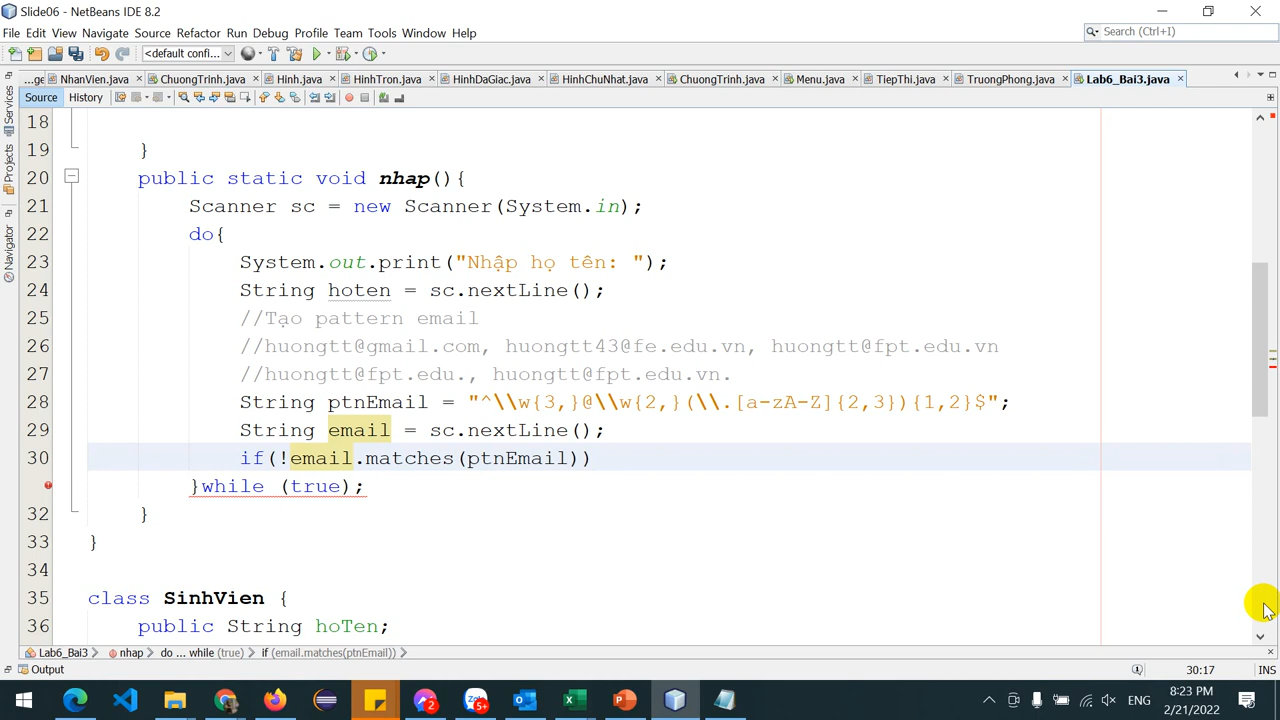 Slide06 - NetBeans IDE 8.2
File Edit View Navigate Source Refactor Run Debug Profile Team Tools Window Help
Search (Ctrl+I)
<default confi...
...ge NhanVien.java ChuongTrinh.java Hinh.java HinhTron.java HinhDaGiac.java HinhChuNhat.java ChuongTrinh.java Menu.java TiepThi.java TruongPhong.java Lab6_Bai3.java
Source History
Services
Projects
Navigator
18
19 }
20 public static void nhap(){
21 Scanner sc = new Scanner(System.in);
22 do{
23 System.out.print("Nhập họ tên: ");
24 String hoten = sc.nextLine();
25 //Tạo pattern email
26 //huongtt@gmail.com, huongtt43@fe.edu.vn, huongtt@fpt.edu.vn
27 //huongtt@fpt.edu., huongtt@fpt.edu.vn.
28 String ptnEmail = "^\\w{3,}@\\w{2,}(\\.[a-zA-Z]{2,3}){1,2}$";
29 String email = sc.nextLine();
30 if(!email.matches(ptnEmail))
}while (true);
32 }
33 }
34
35 class SinhVien {
36 public String hoTen;
Lab6_Bai3 nhap do ... while (true) if (email.matches(ptnEmail))
Output
30:17 INS
2
5+
ENG
8:23 PM
2/21/2022